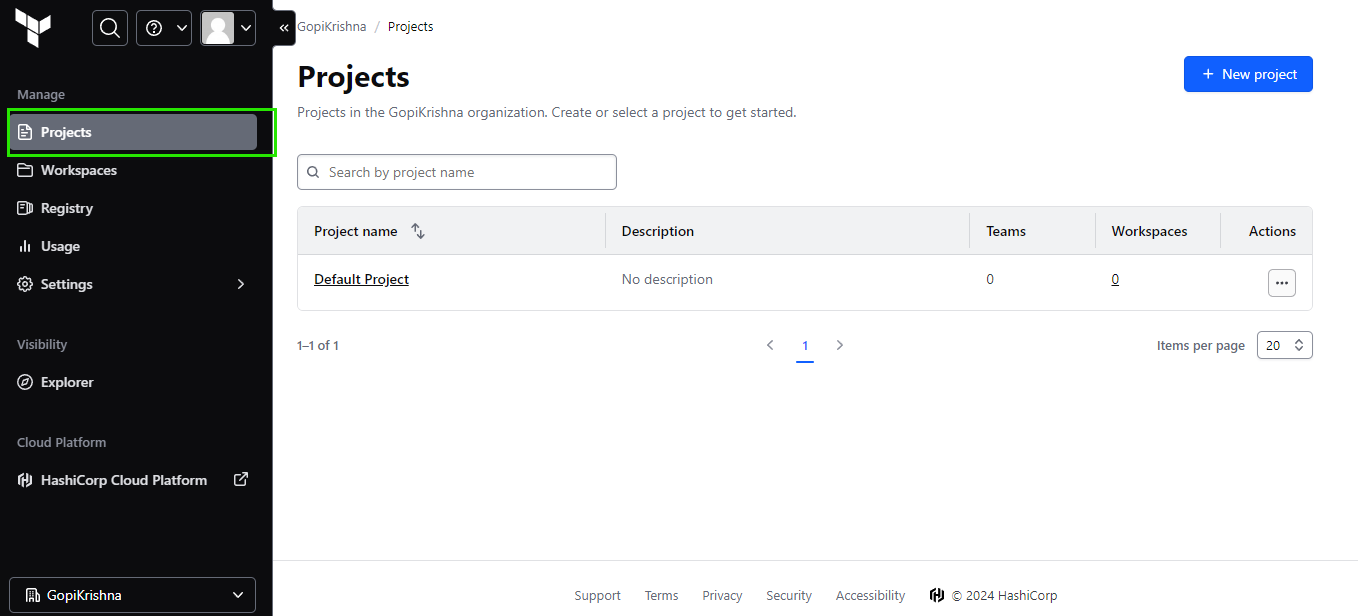 Manage
Projects
Workspaces
Registry
Usage
Settings
Visibility
Explorer
Cloud Platform
HashiCorp Cloud Platform
GopiKrishna
GopiKrishna / Projects
Projects
+ New project
Projects in the GopiKrishna organization. Create or select a project to get started.
Search by project name
Project name Description Teams Workspaces Actions
Default Project No description 0 0 ...
1–1 of 1 < 1 > Items per page 20
Support Terms Privacy Security Accessibility © 2024 HashiCorp